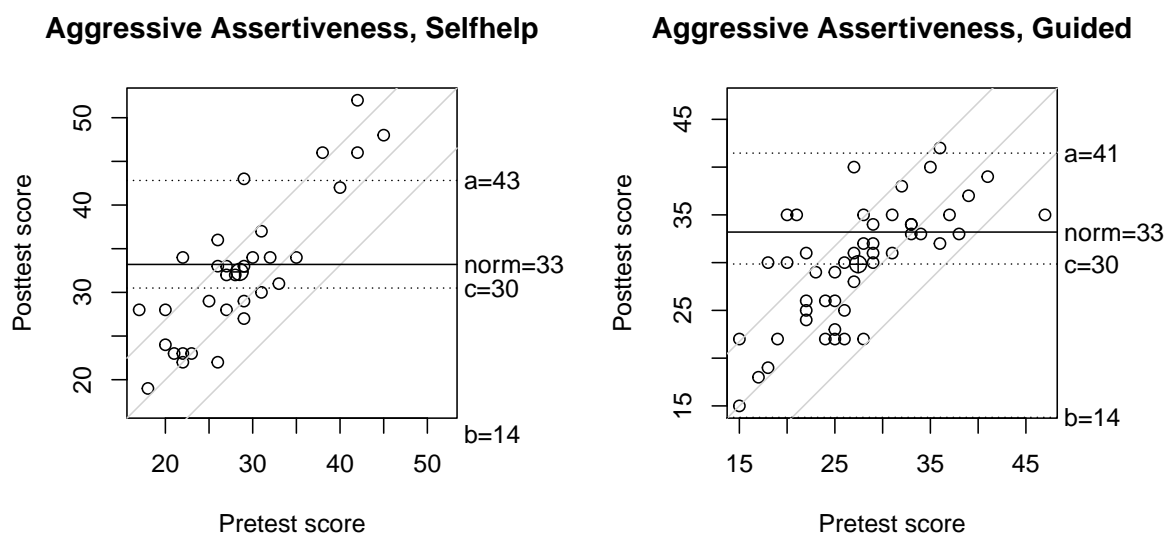 Aggressive Assertiveness, Selfhelp
Posttest score
50
40
30
20
a=43
norm=33
c=30
b=14
20 30 40 50
Pretest score
Aggressive Assertiveness, Guided
Posttest score
45
35
25
15
a=41
norm=33
c=30
b=14
15 25 35 45
Pretest score